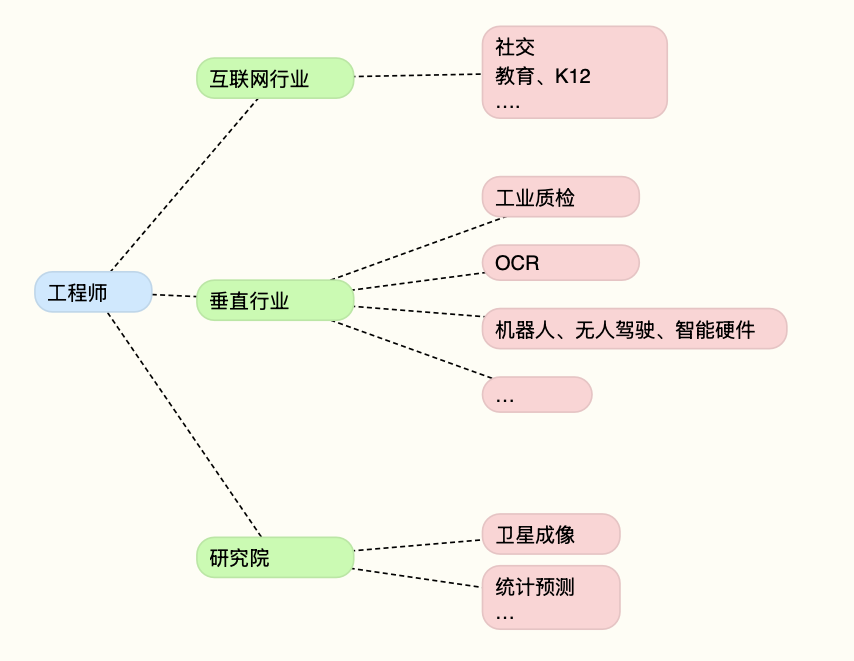 工程师
互联网行业
社交
教育、K12
....
垂直行业
工业质检
OCR
机器人、无人驾驶、智能硬件
...
研究院
卫星成像
统计预测
...